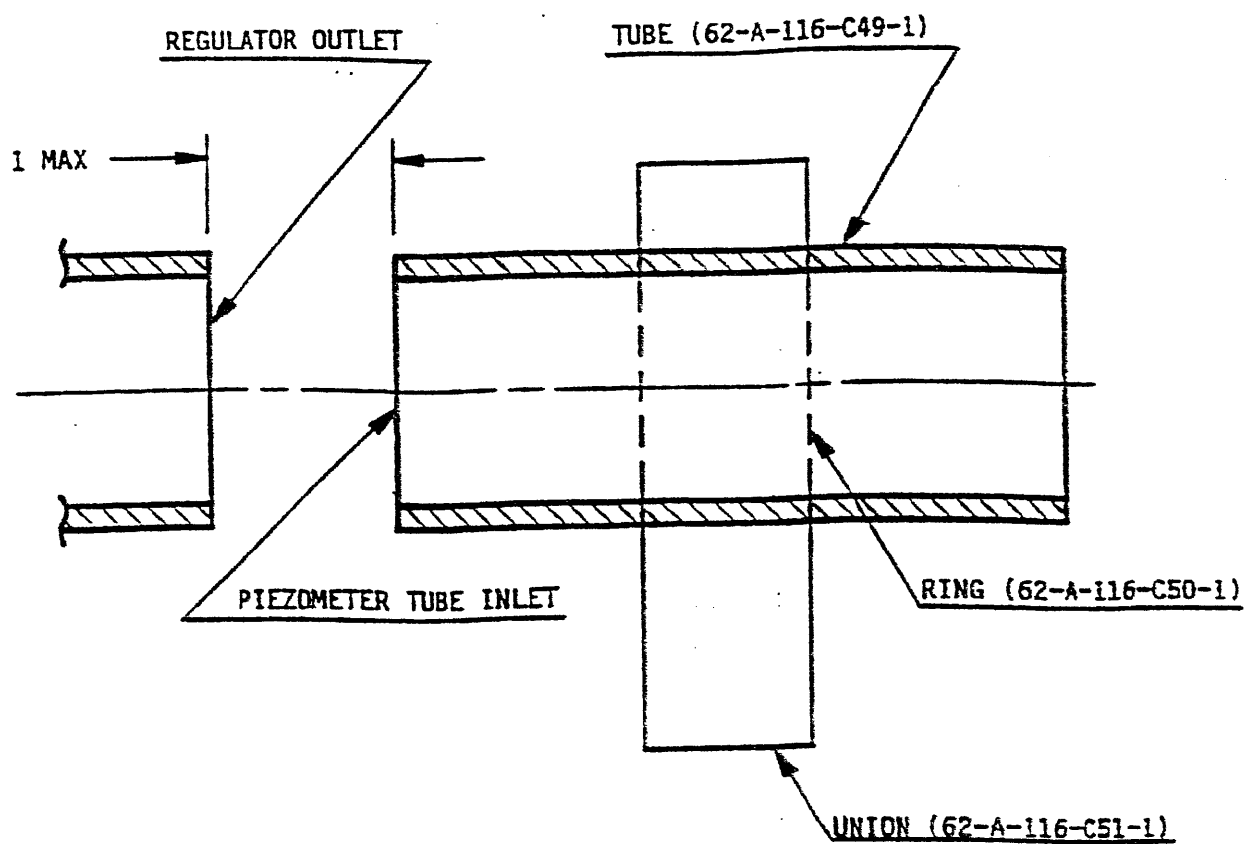 REGULATOR OUTLET
TUBE (62-A-116-C49-1)
1 MAX
PIEZOMETER TUBE INLET
RING (62-A-116-C50-1)
UNION (62-A-116-C51-1)